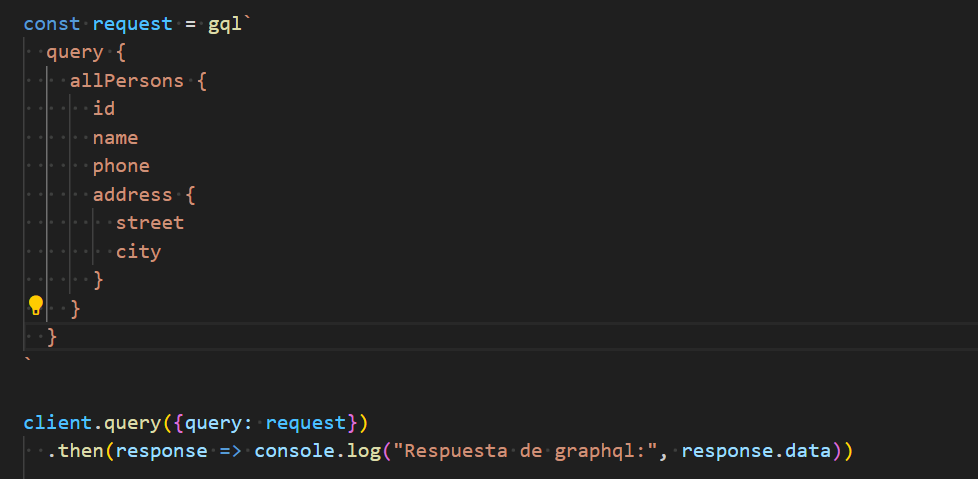 const request = gql`
  query {
    allPersons {
      id
      name
      phone
      address {
        street
        city
      }
    }
  }
`
client.query({query: request})
  .then(response => console.log("Respuesta de graphql:", response.data))